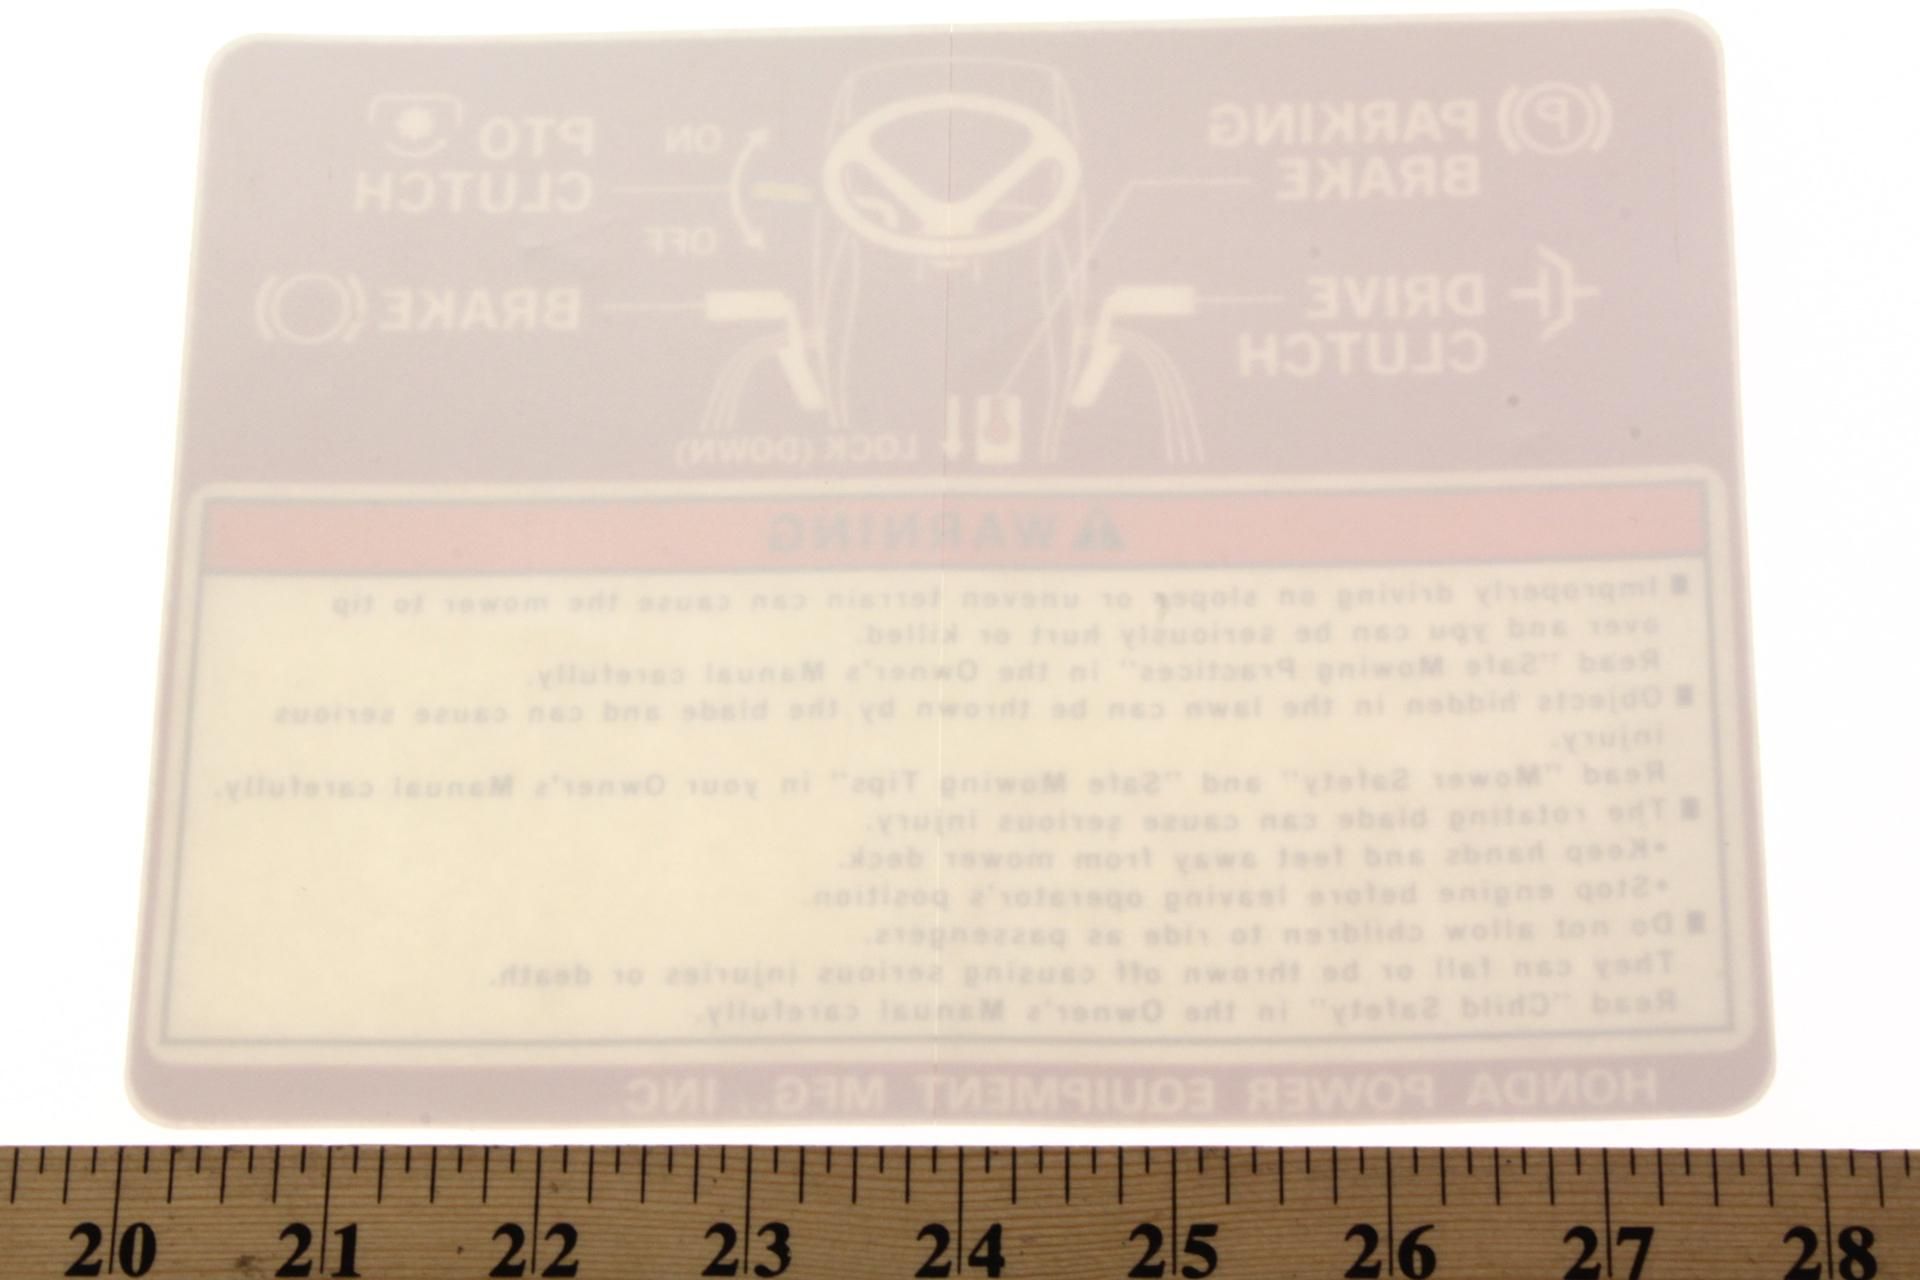 PARKING
BRAKE
P
ON
PTO
CLUTCH
OFF
DRIVE
CLUTCH
BRAKE
LOCK (DOWN)
WARNING
■ Improperly driving on slopes or uneven terrain can cause the mower to tip
over and you can be seriously hurt or killed.
Read "Safe Mowing Practices" in the Owner's Manual carefully.
■ Objects hidden in the lawn can be thrown by the blade and can cause serious
injury.
Read "Mower Safety" and "Safe Mowing Tips" in your Owner's Manual carefully.
■ The rotating blade can cause serious injury.
•Keep hands and feet away from mower deck.
•Stop engine before leaving operator's position.
■ Do not allow children to ride as passengers.
They can fall or be thrown off causing serious injuries or death.
Read "Child Safety" in the Owner's Manual carefully.
HONDA POWER EQUIPMENT MFG., INC.
20 21 22 23 24 25 26 27 28